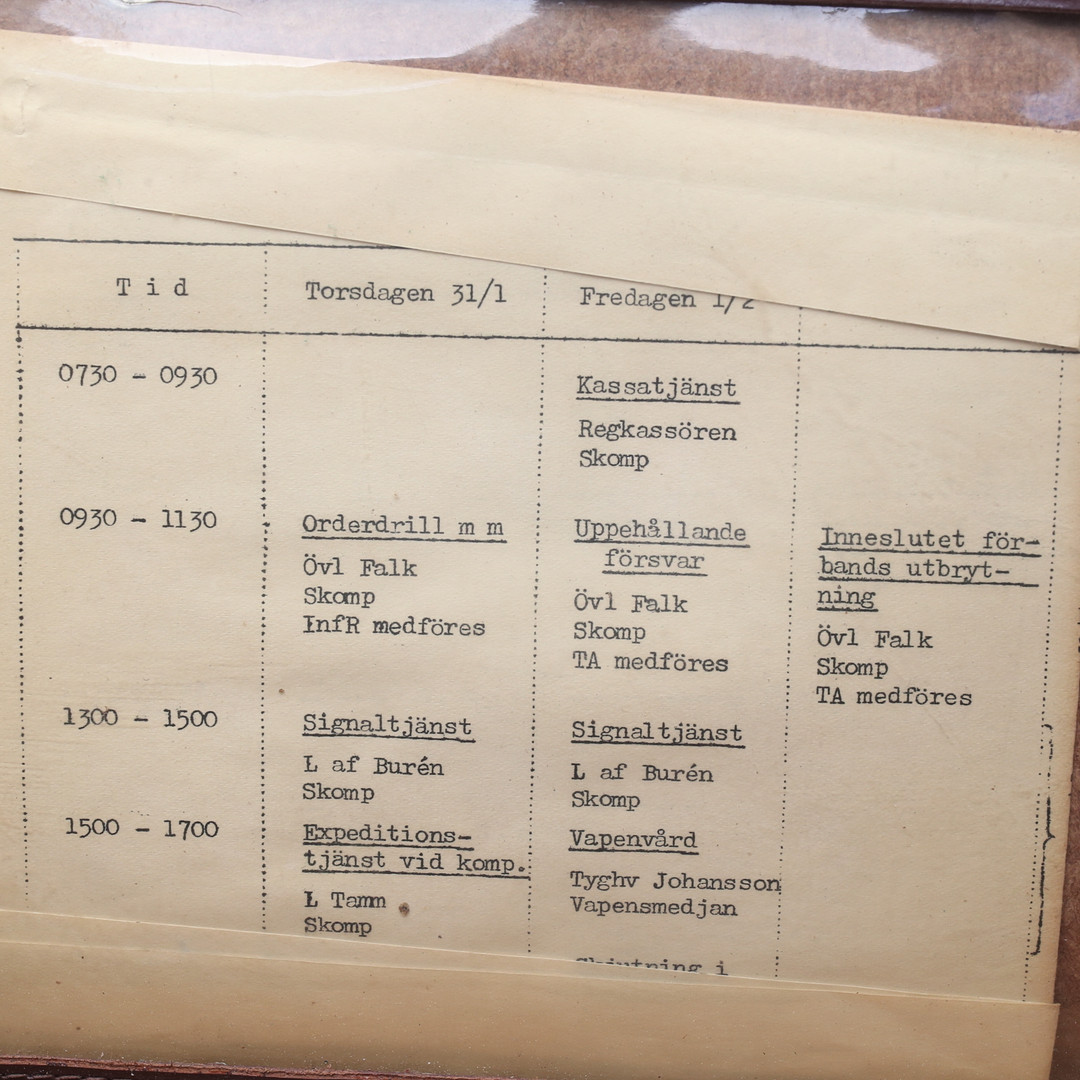 T i d
Torsdagen 31/1
Fredagen 1/2
0730 - 0930
Kassatjänst
Regkassören
Skomp
0930 - 1130
Orderdrill m m
Övl Falk
Skomp
InfR medföres
Uppehållande
försvar
Övl Falk
Skomp
TA medföres
Inneslutet för-
bands utbryt-
ning
Övl Falk
Skomp
TA medföres
1300 - 1500
Signaltjänst
L af Burén
Skomp
Signaltjänst
L af Burén
Skomp
1500 - 1700
Expeditions-
tjänst vid komp.
L Tamm
Skomp
Vapenvård
Tyghv Johansson
Vapensmedjan
Skjutning i